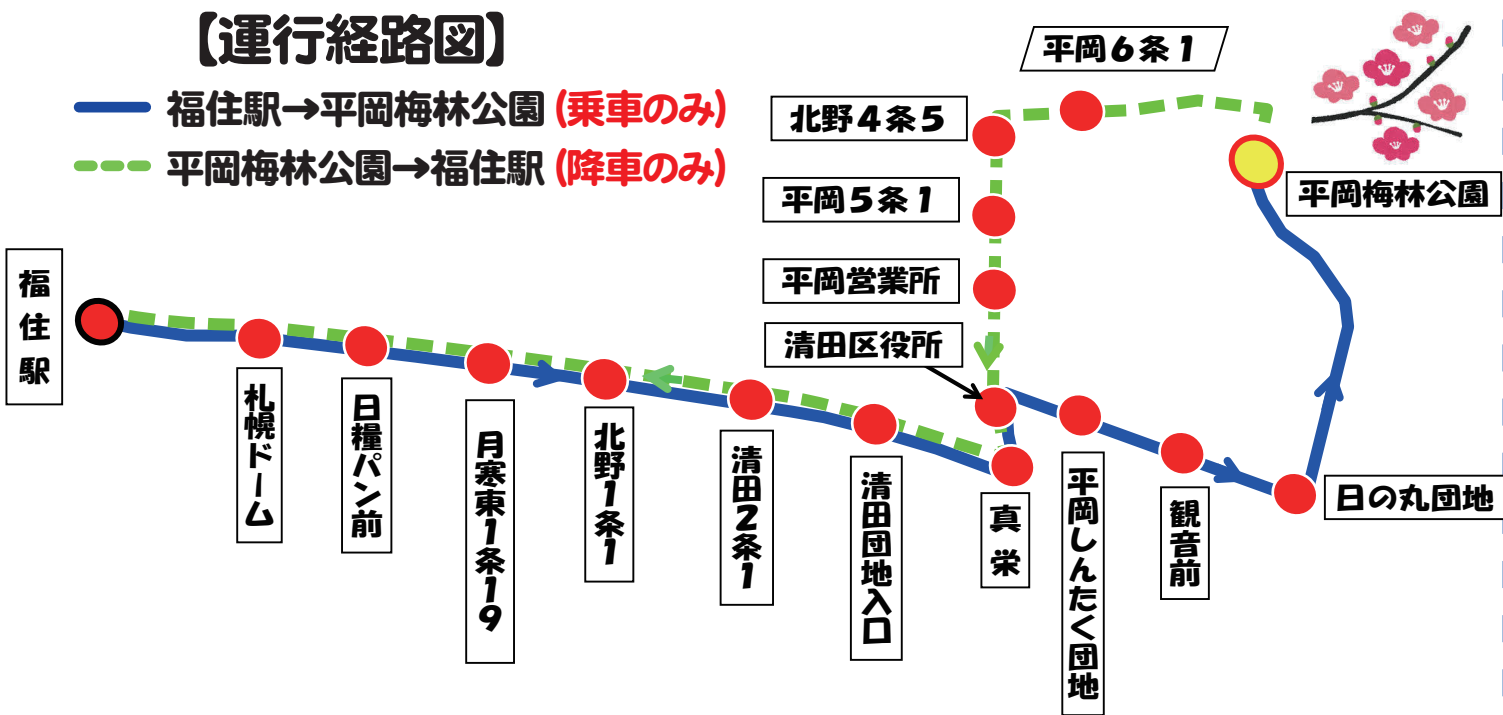 【運行経路図】
福住駅→平岡梅林公園 (乗車のみ)
平岡梅林公園→福住駅 (降車のみ)
平岡6条1
北野4条5
平岡5条1
平岡梅林公園
平岡営業所
清田区役所
福住駅
札幌ドーム
日糧パン前
月寒東1条19
北野1条1
清田2条1
清田団地入口
真栄
平岡しんたく団地
観音前
日の丸団地